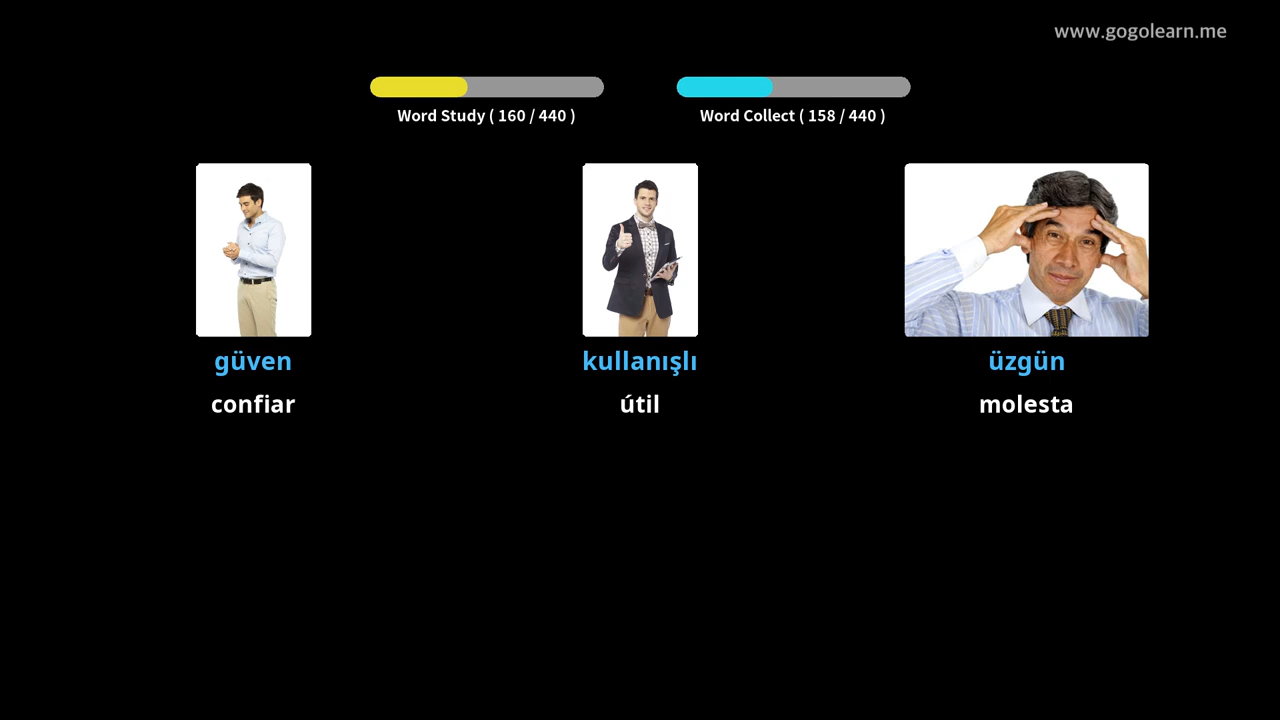 www.gogolearn.me
Word Study ( 160 / 440 )
Word Collect ( 158 / 440 )
güven
kullanışlı
üzgün
confiar
útil
molesta